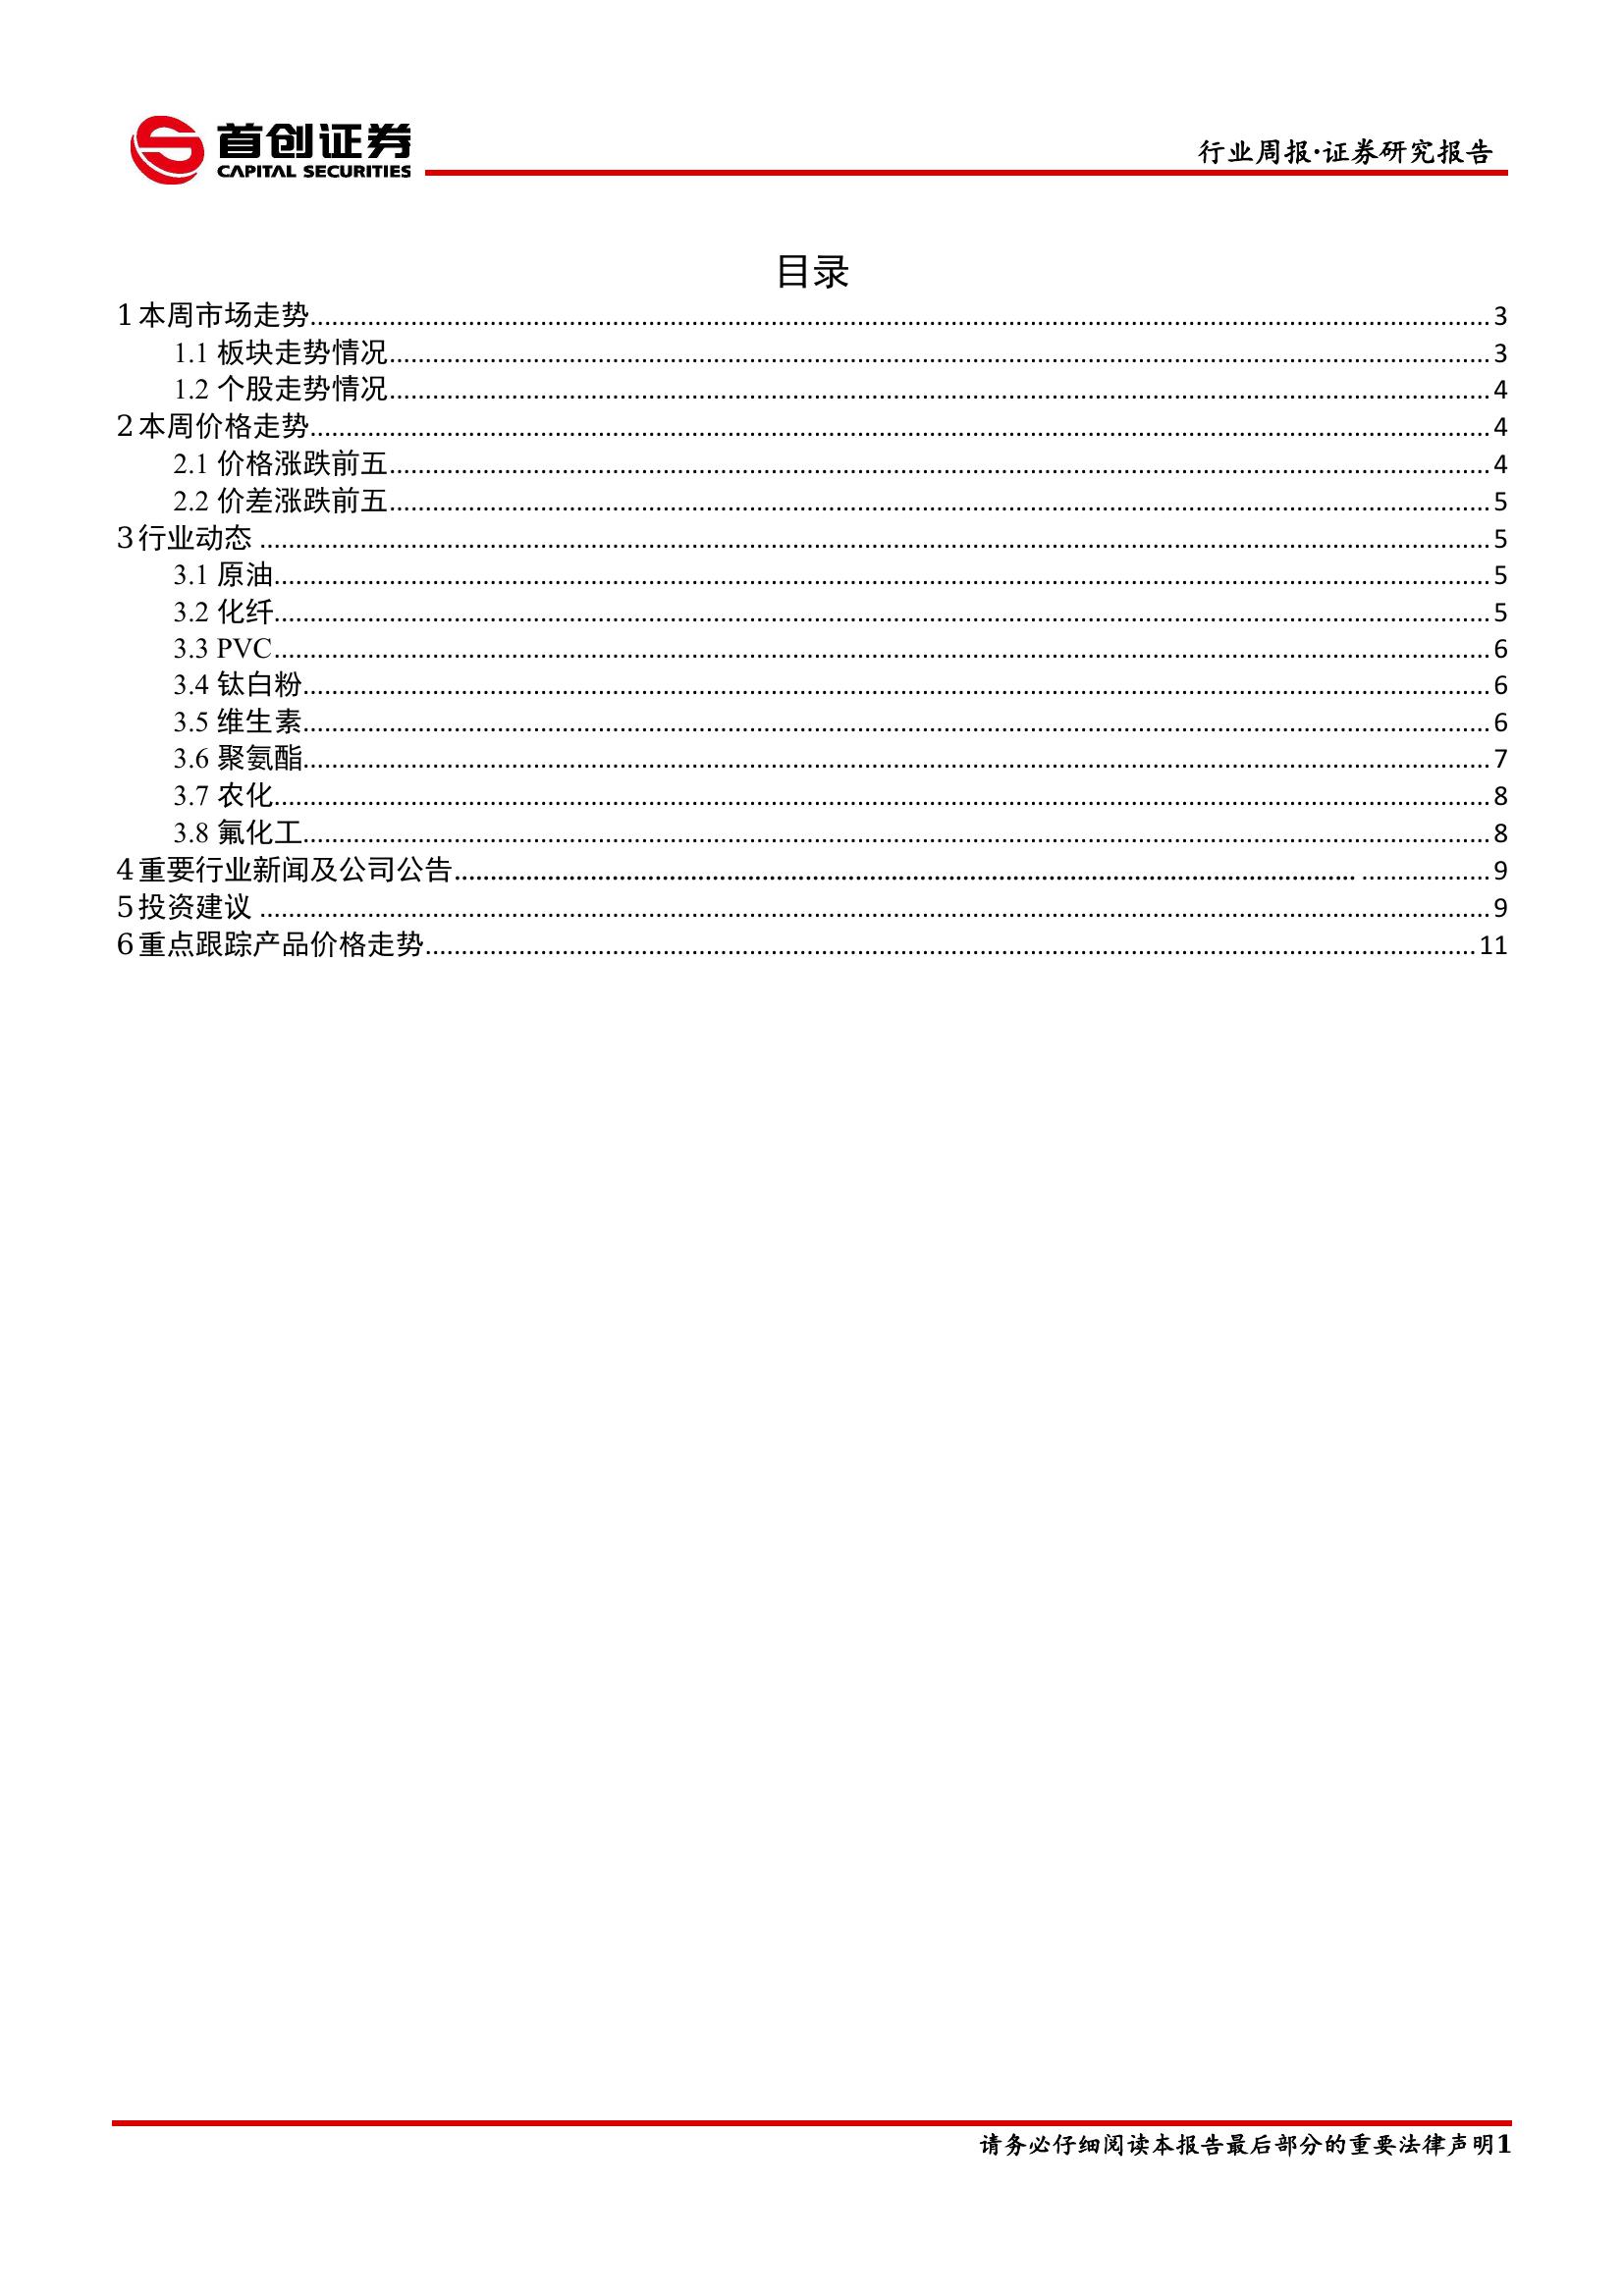 首创证券
CAPITAL SECURITIES
行业周报·证券研究报告
目录
1 本周市场走势 3
1.1 板块走势情况 3
1.2 个股走势情况 4
2 本周价格走势 4
2.1 价格涨跌前五 4
2.2 价差涨跌前五 5
3 行业动态 5
3.1 原油 5
3.2 化纤 5
3.3 PVC 6
3.4 钛白粉 6
3.5 维生素 6
3.6 聚氨酯 7
3.7 农化 8
3.8 氟化工 8
4 重要行业新闻及公司公告 9
5 投资建议 9
6 重点跟踪产品价格走势 11
请务必仔细阅读本报告最后部分的重要法律声明1